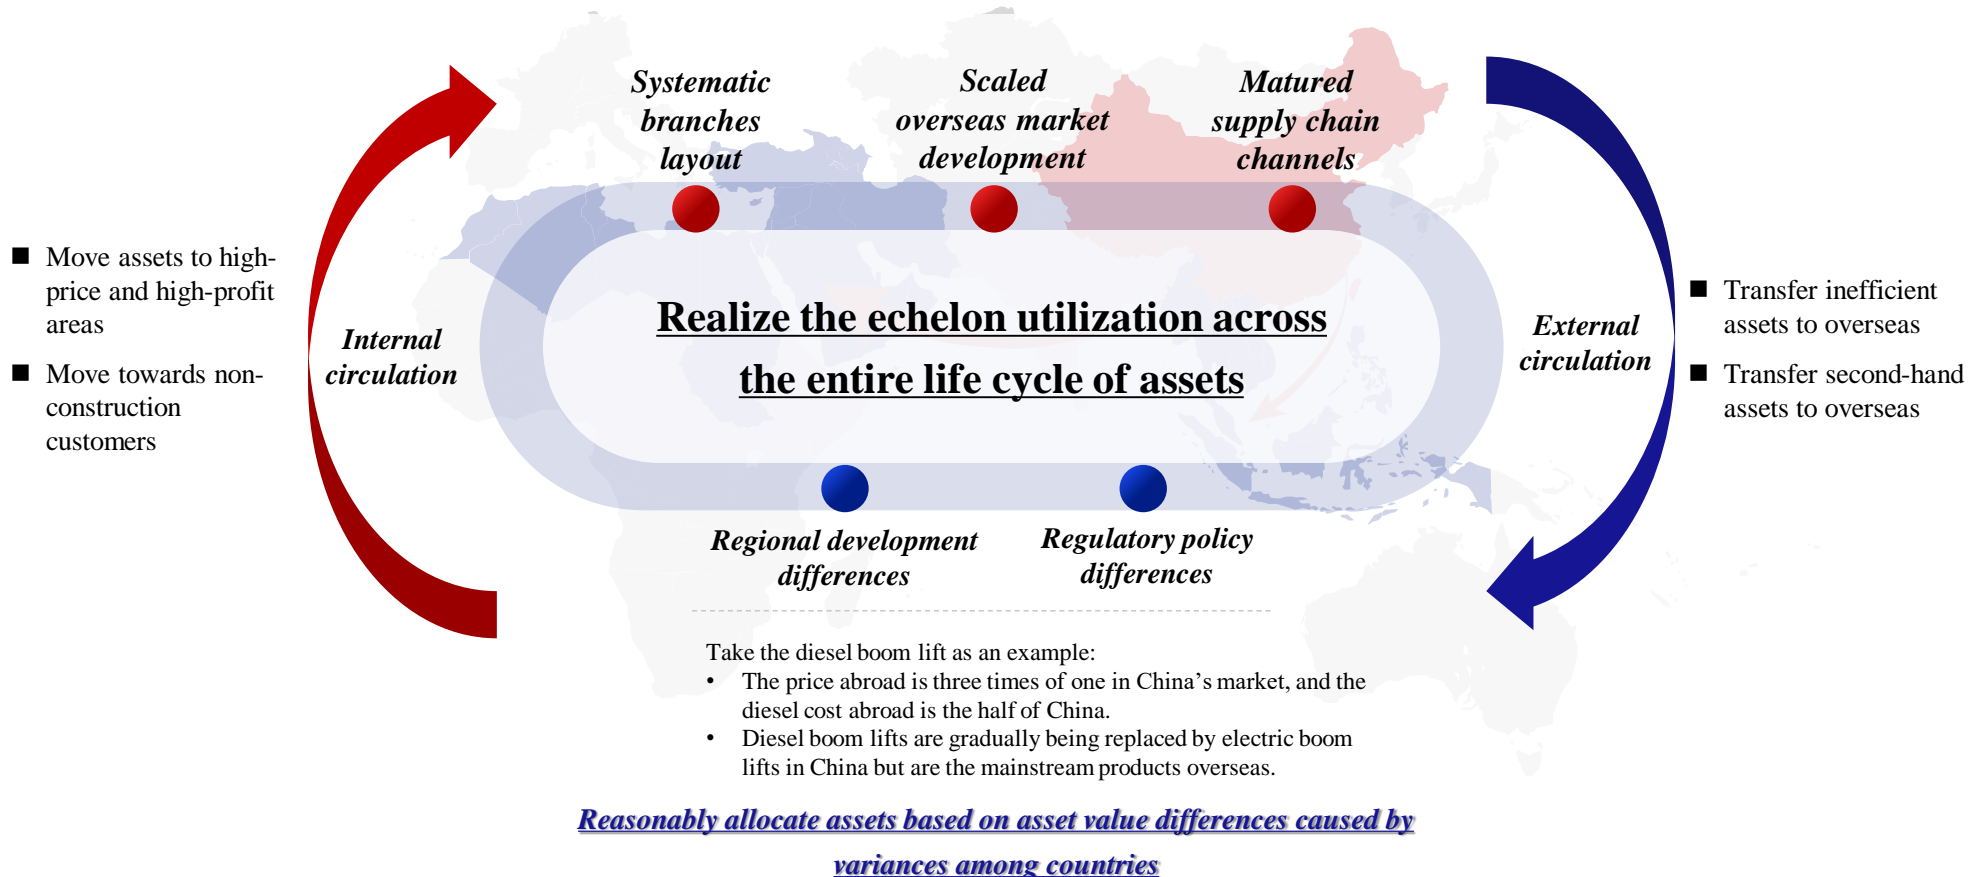 Systematic
branches
layout
Scaled
overseas market
development
Matured
supply chain
channels
■ Move assets to high-
price and high-profit
areas
■ Move towards non-
construction
customers
Internal
circulation
Realize the echelon utilization across
the entire life cycle of assets
External
circulation
■ Transfer inefficient
assets to overseas
■ Transfer second-hand
assets to overseas
Regional development
differences
Regulatory policy
differences
Take the diesel boom lift as an example:
• The price abroad is three times of one in China’s market, and the
diesel cost abroad is the half of China.
• Diesel boom lifts are gradually being replaced by electric boom
lifts in China but are the mainstream products overseas.
Reasonably allocate assets based on asset value differences caused by
variances among countries